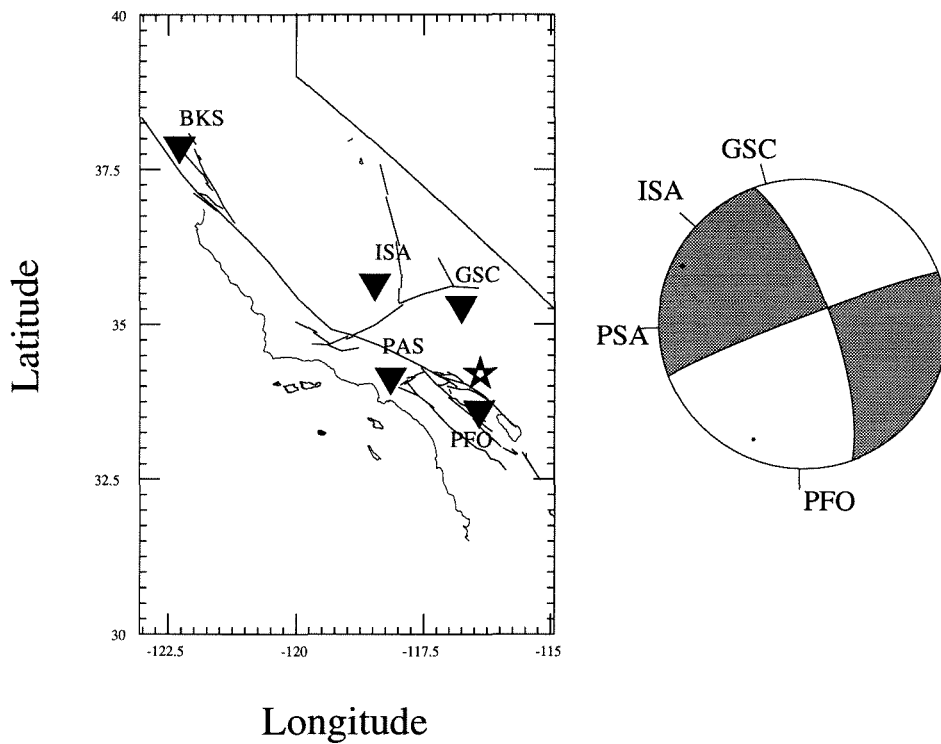 40
37.5
35
32.5
30
-122.5
-120
-117.5
-115
Latitude
Longitude
BKS
ISA
GSC
PAS
PFO
GSC
ISA
PSA
PFO